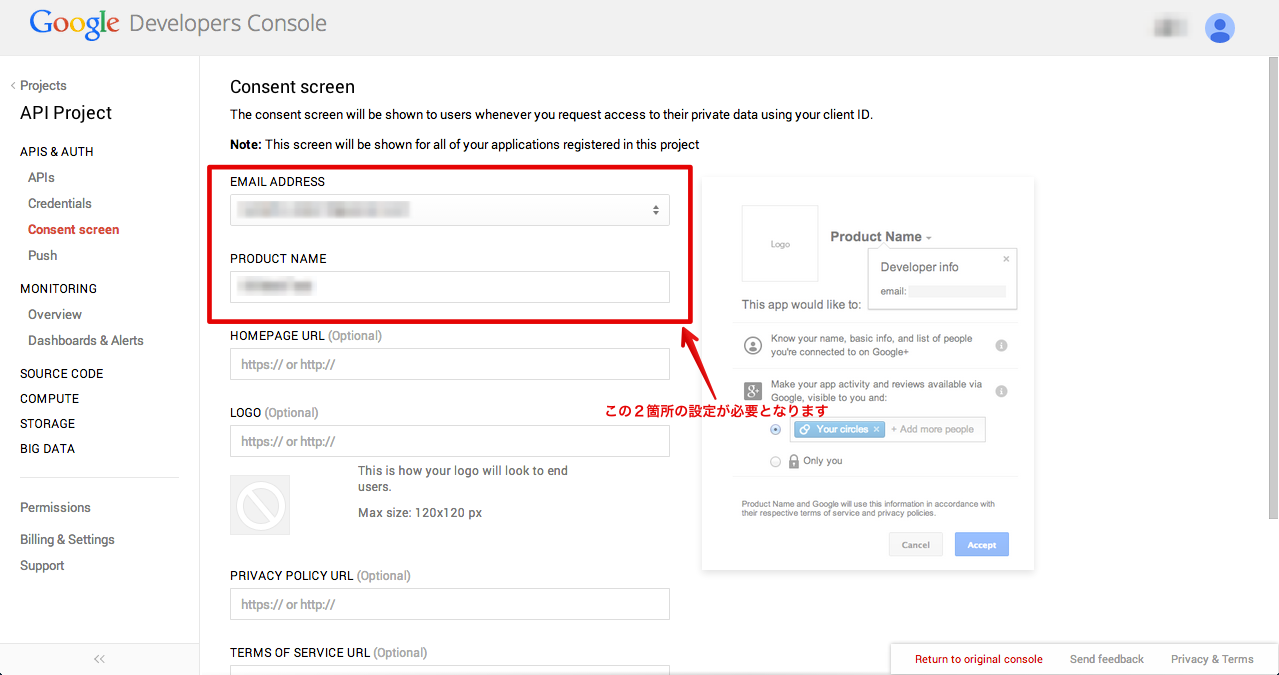 Google Developers Console
Projects
API Project
APIS & AUTH
APIs
Credentials
Consent screen
Push
MONITORING
Overview
Dashboards & Alerts
SOURCE CODE
COMPUTE
STORAGE
BIG DATA
Permissions
Billing & Settings
Support
Consent screen
The consent screen will be shown to users whenever you request access to their private data using your client ID.
Note: This screen will be shown for all of your applications registered in this project
EMAIL ADDRESS
PRODUCT NAME
HOMEPAGE URL (Optional)
https:// or http://
LOGO (Optional)
https:// or http://
This is how your logo will look to end
users.
Max size: 120x120 px
PRIVACY POLICY URL (Optional)
https:// or http://
TERMS OF SERVICE URL (Optional)
この２箇所の設定が必要となります
Logo
Product Name
Developer info
email:
This app would like to:
Know your name, basic info, and list of people
you're connected to on Google+
Make your app activity and reviews available via
Google, visible to you and:
Your circles × + Add more people
Only you
Product Name and Google will use this information in accordance with
their respective terms of service and privacy policies.
Cancel Accept
Return to original console Send feedback Privacy & Terms